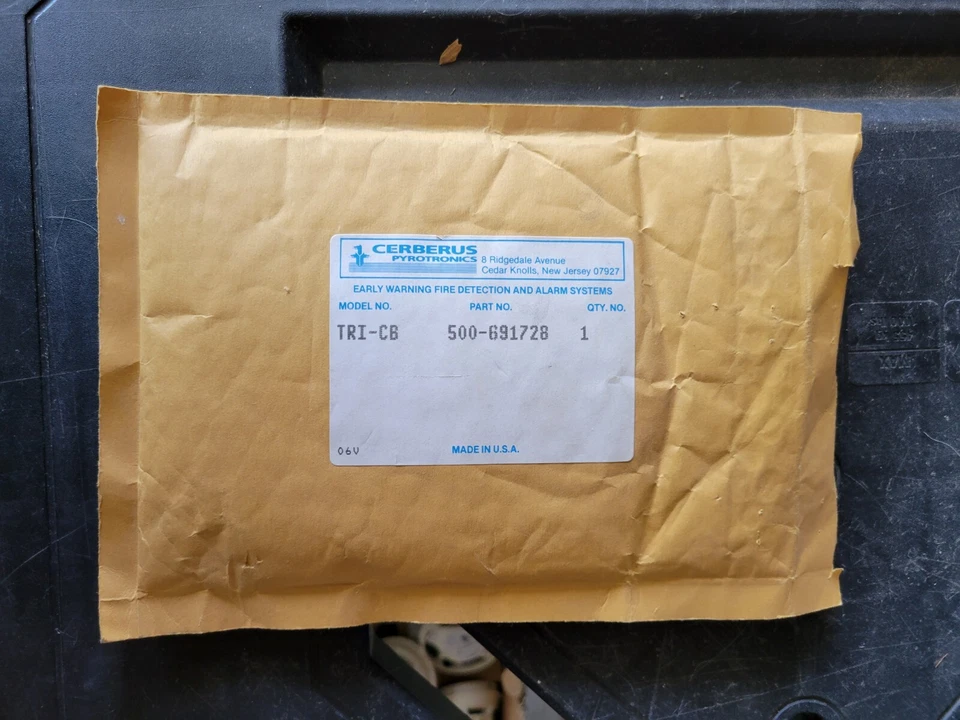 CERBERUS
PYROTRONICS
8 Ridgedale Avenue
Cedar Knolls, New Jersey 07927
EARLY WARNING FIRE DETECTION AND ALARM SYSTEMS
MODEL NO. PART NO. QTY. NO.
TRI-CB 500-691728 1
06V MADE IN U.S.A.